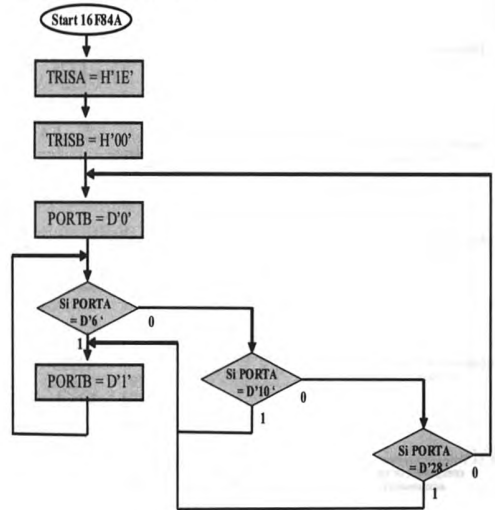 Start 16F84A
TRISA = H'1E'
TRISB = H'00'
PORTB = D'0'
Si PORTA
= D'6 ‘
0
1
PORTB = D'1'
Si PORTA
= D'10 ‘
0
1
Si PORTA
= D'28 ‘
0
1